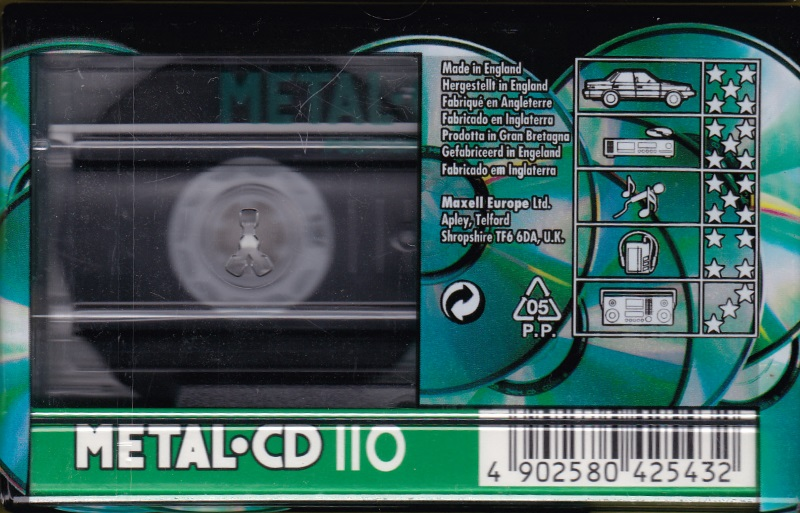 METAL•
Made in England
Hergestellt in England
Fabriqué en Angleterre
Fabricado en Inglaterra
Prodotta in Gran Bretagna
Gefabriceerd in Engeland
Fabricado em Inglaterra
Maxell Europe Ltd.
Apley, Telford
Shropshire TF6 6DA, U.K.
05
P.P.
METAL•CD 110
4 902580 425432